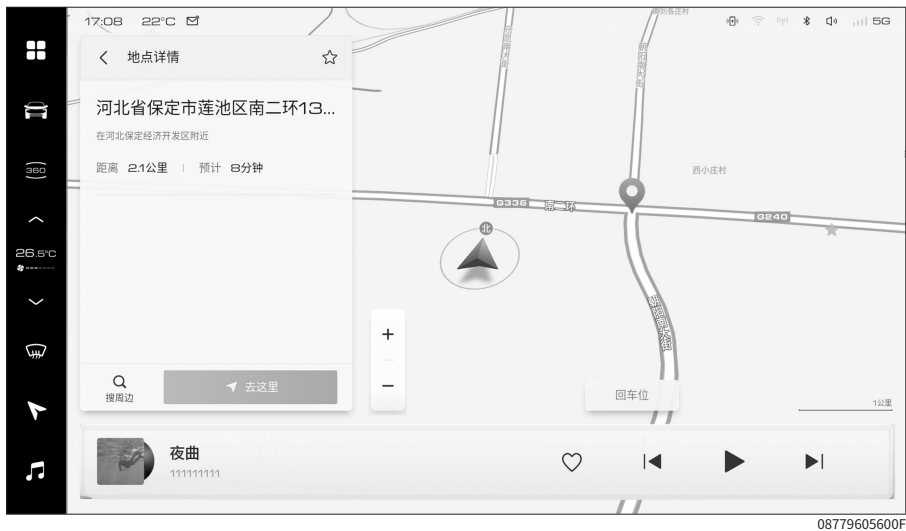 17:08 22°C 5G
地点详情
河北省保定市莲池区南二环13...
在河北保定经济开发区附近
距离 2.1公里 | 预计 8分钟
360
26.5°C
西小庄村
G336 南二环
G240
北
+
−
搜周边
去这里
回车位
1公里
夜曲
111111111
08779605600F